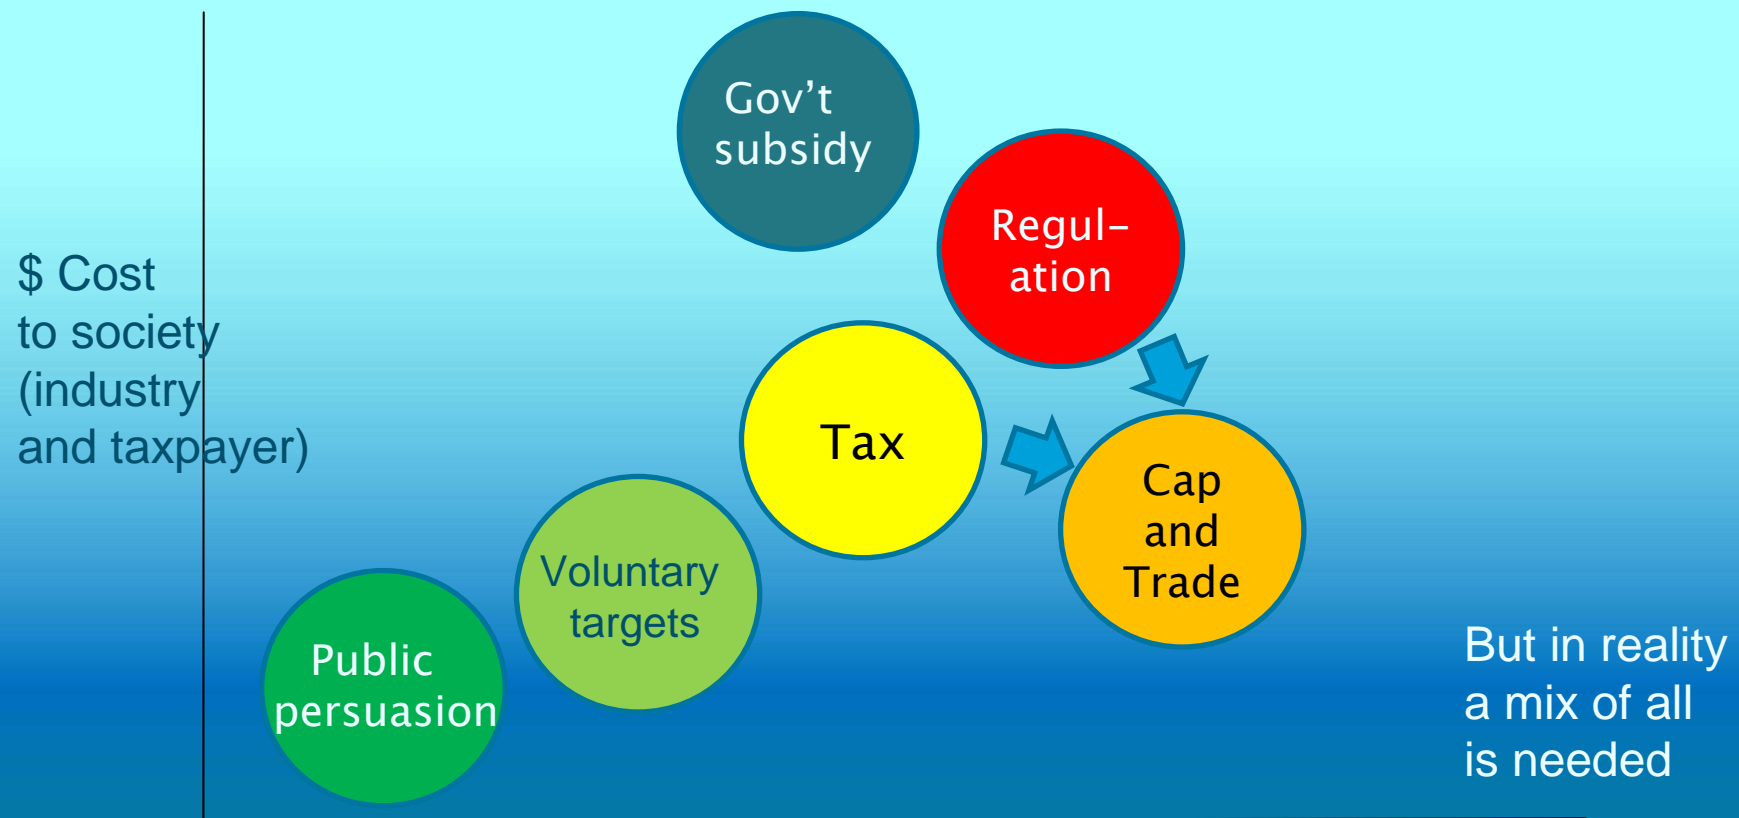 Gov’t
subsidy
Regul–
ation
$ Cost
to society
(industry
and taxpayer)
Tax
Cap
and
Trade
Voluntary
targets
Public
persuasion
But in reality
a mix of all
is needed